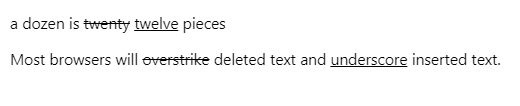 a dozen is twenty twelve pieces
Most browsers will overstrike deleted text and underscore inserted text.